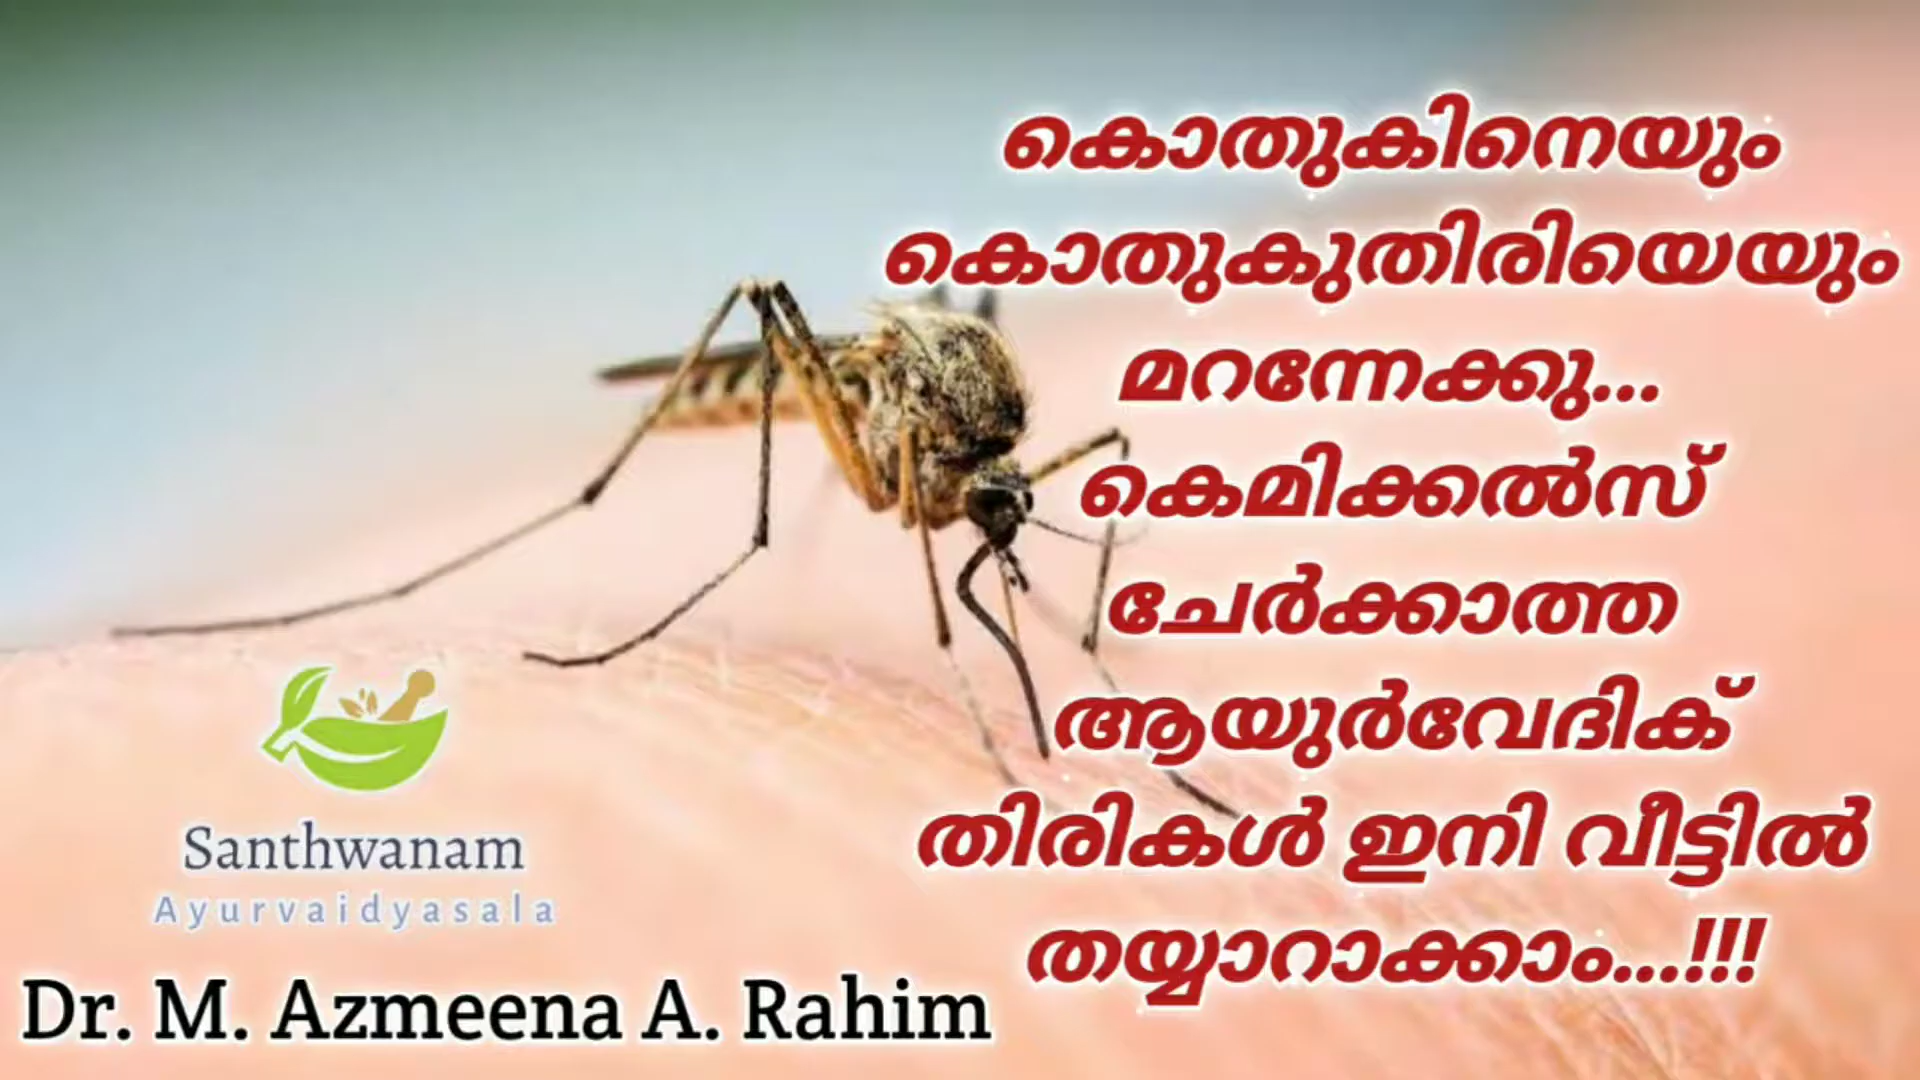 കൊതുകിനെയും
കൊതുകുതിരിയെയും
മറന്നേക്കു...
കെമിക്കൽസ്
ചേർക്കാത്ത
ആയുർവേദിക്
തിരികൾ ഇനി വീട്ടിൽ
തയ്യാറാക്കാം...!!!
Santhwanam
Ayurvaidyasala
Dr. M. Azmeena A. Rahim